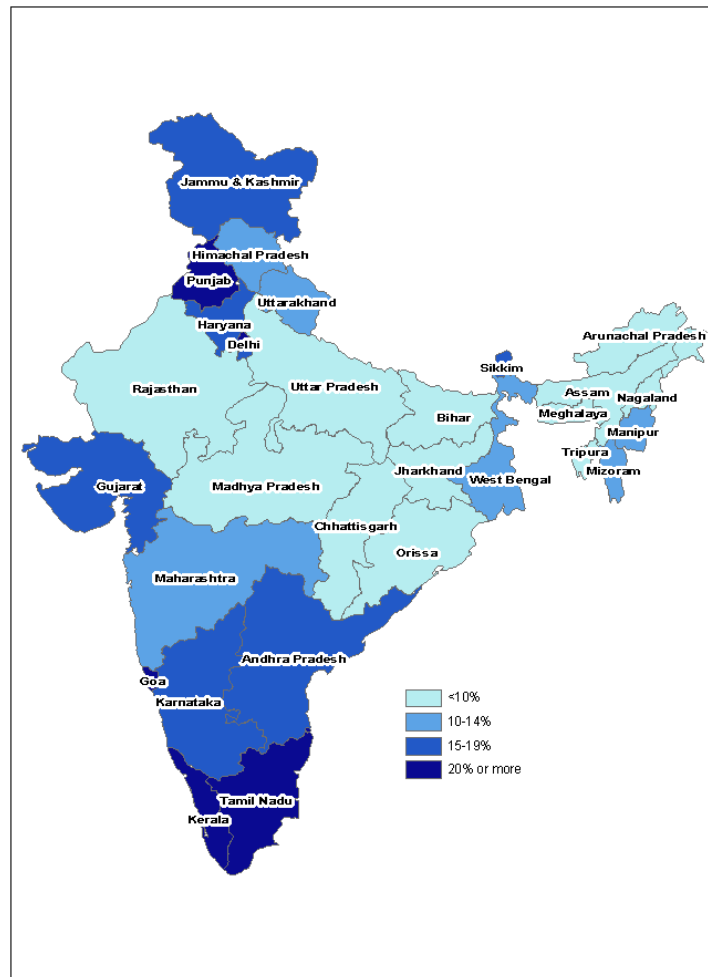 Jammu & Kashmir
Himachal Pradesh
Punjab
Uttarakhand
Haryana
Delhi
Arunachal Pradesh
Sikkim
Rajasthan
Uttar Pradesh
Assam
Nagaland
Bihar
Meghalaya
Manipur
Tripura
Jharkhand
Mizoram
West Bengal
Gujarat
Madhya Pradesh
Chhattisgarh
Orissa
Maharashtra
Andhra Pradesh
Goa
Karnataka
<10%
10-14%
15-19%
20% or more
Tamil Nadu
Kerala